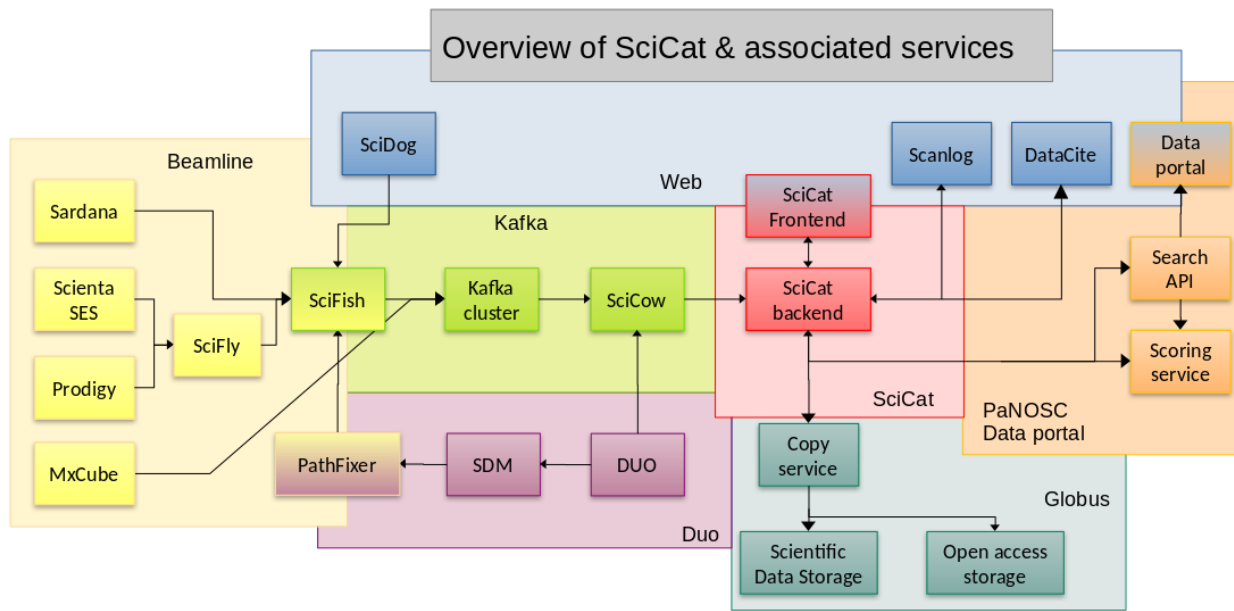 Overview of SciCat & associated services
Beamline
SciDog
Web
Scanlog
DataCite
Data
portal
Sardana
Kafka
SciCat
Frontend
Scienta
SES
SciFish
Kafka
cluster
SciCow
SciCat
backend
Search
API
SciFly
Prodigy
Scoring
service
SciCat
PaNOSC
Data portal
MxCube
PathFixer
SDM
DUO
Copy
service
Globus
Duo
Scientific
Data Storage
Open access
storage